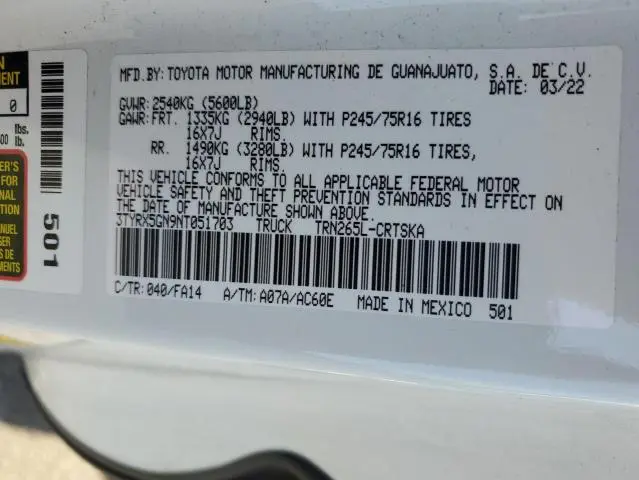 MFD.BY: TOYOTA MOTOR MANUFACTURING DE GUANAJUATO, S.A. DE C.V.
DATE: 03/22
GVWR: 2540KG (5600LB)
GAWR: FRT. 1335KG (2940LB) WITH P245/75R16 TIRES
16X7J RIMS.
RR. 1490KG (3280LB) WITH P245/75R16 TIRES,
16X7J RIMS.
THIS VEHICLE CONFORMS TO ALL APPLICABLE FEDERAL MOTOR
VEHICLE SAFETY AND THEFT PREVENTION STANDARDS IN EFFECT ON
THE DATE OF MANUFACTURE SHOWN ABOVE.
3TYRX5GN9NT051703 TRUCK TRN265L-CRTSKA
C/TR: 040/FA14 A/TM: A07A/AC60E MADE IN MEXICO 501
0
lbs.
lb.
501